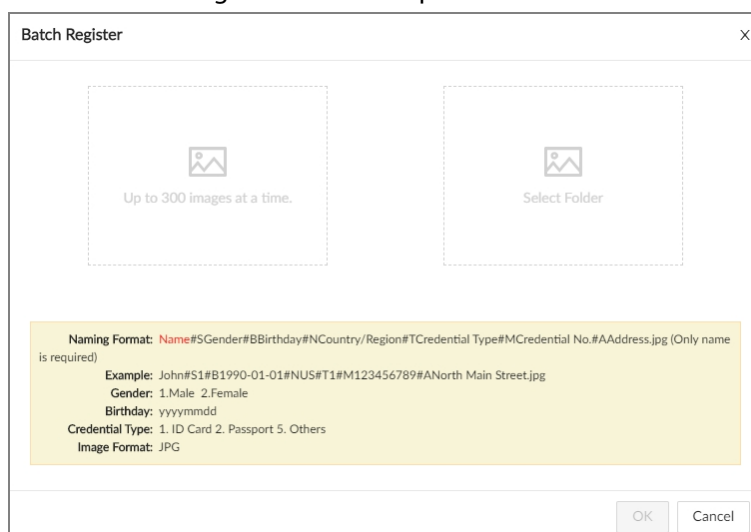 Batch Register X
Up to 300 images at a time.
Select Folder
Naming Format: Name#SGender#BBirthday#NCountry/Region#TCredential Type#MCredential No.#AAddress.jpg (Only name
is required)
Example: John#S1#B1990-01-01#NUS#T1#M123456789#ANorth Main Street.jpg
Gender: 1.Male 2.Female
Birthday: yyyymmdd
Credential Type: 1. ID Card 2. Passport 5. Others
Image Format: JPG
OK Cancel